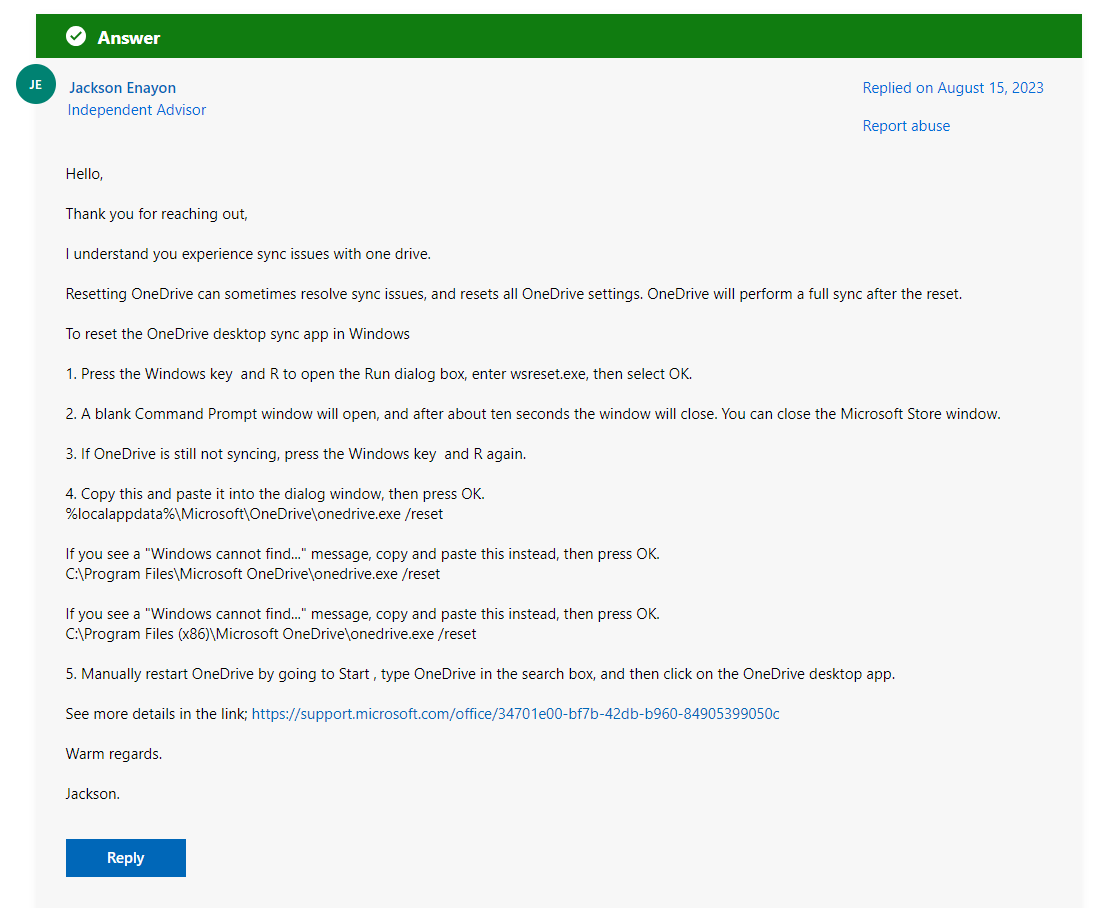 Answer
JE
Jackson Enayon
Replied on August 15, 2023
Independent Advisor
Report abuse
Hello,
Thank you for reaching out,
I understand you experience sync issues with one drive.
Resetting OneDrive can sometimes resolve sync issues, and resets all OneDrive settings. OneDrive will perform a full sync after the reset.
To reset the OneDrive desktop sync app in Windows
1. Press the Windows key  and R to open the Run dialog box, enter wsreset.exe, then select OK.
2. A blank Command Prompt window will open, and after about ten seconds the window will close. You can close the Microsoft Store window.
3. If OneDrive is still not syncing, press the Windows key  and R again.
4. Copy this and paste it into the dialog window, then press OK.
%localappdata%\Microsoft\OneDrive\onedrive.exe /reset
If you see a "Windows cannot find..." message, copy and paste this instead, then press OK.
C:\Program Files\Microsoft OneDrive\onedrive.exe /reset
If you see a "Windows cannot find..." message, copy and paste this instead, then press OK.
C:\Program Files (x86)\Microsoft OneDrive\onedrive.exe /reset
5. Manually restart OneDrive by going to Start , type OneDrive in the search box, and then click on the OneDrive desktop app.
See more details in the link; https://support.microsoft.com/office/34701e00-bf7b-42db-b960-84905399050c
Warm regards.
Jackson.
Reply